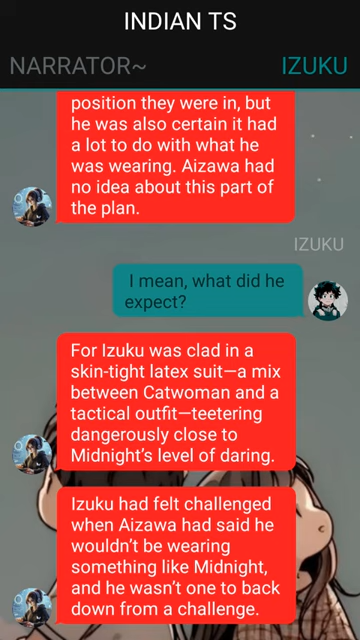 INDIAN TS
NARRATOR~ IZUKU
position they were in, but
he was also certain it had
a lot to do with what he
was wearing. Aizawa had
no idea about this part of
the plan.
IZUKU
I mean, what did he
expect?
For Izuku was clad in a
skin-tight latex suit—a mix
between Catwoman and a
tactical outfit—teetering
dangerously close to
Midnight's level of daring.
Izuku had felt challenged
when Aizawa had said he
wouldn't be wearing
something like Midnight,
and he wasn't one to back
down from a challenge.